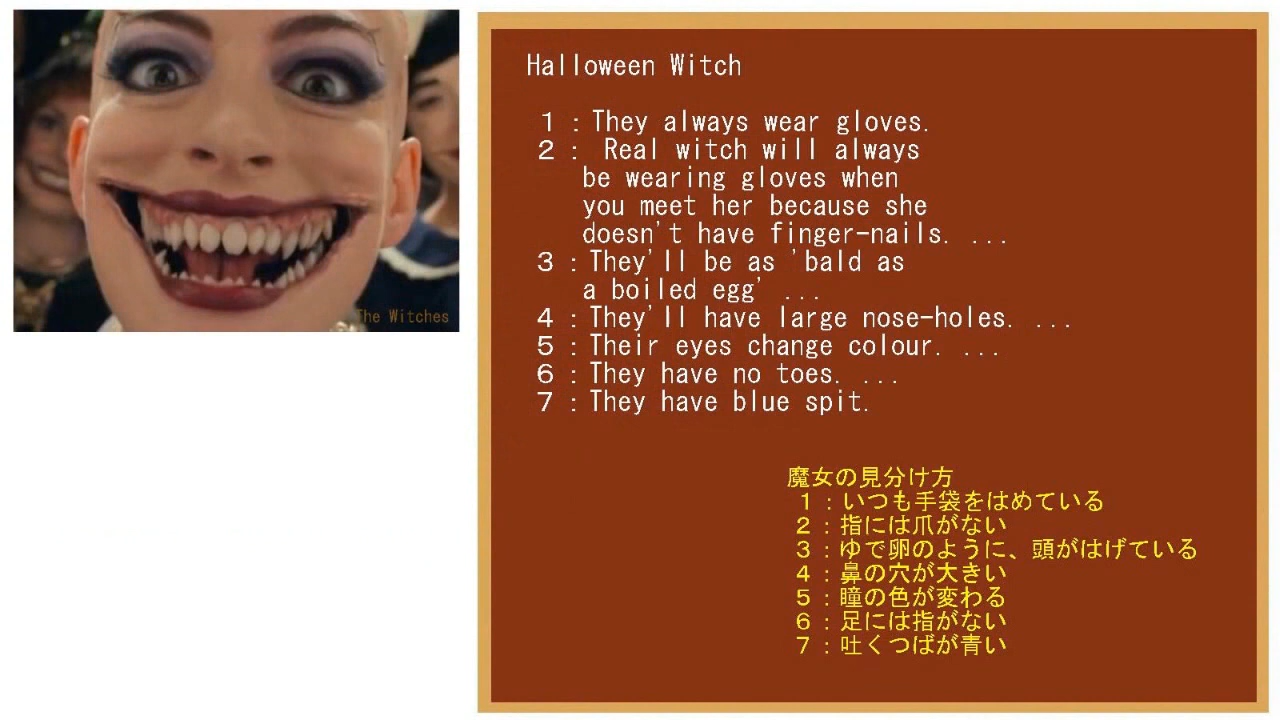 The Witches
Halloween Witch
1：They always wear gloves.
2： Real witch will always
be wearing gloves when
you meet her because she
doesn't have finger-nails. ...
3：They'll be as 'bald as
a boiled egg' ...
4：They'll have large nose-holes. ...
5：Their eyes change colour. ...
6：They have no toes. ...
7：They have blue spit.
魔女の見分け方
1：いつも手袋をはめている
2：指には爪がない
3：ゆで卵のように、頭がはげている
4：鼻の穴が大きい
5：瞳の色が変わる
6：足には指がない
7：吐くつばが青い